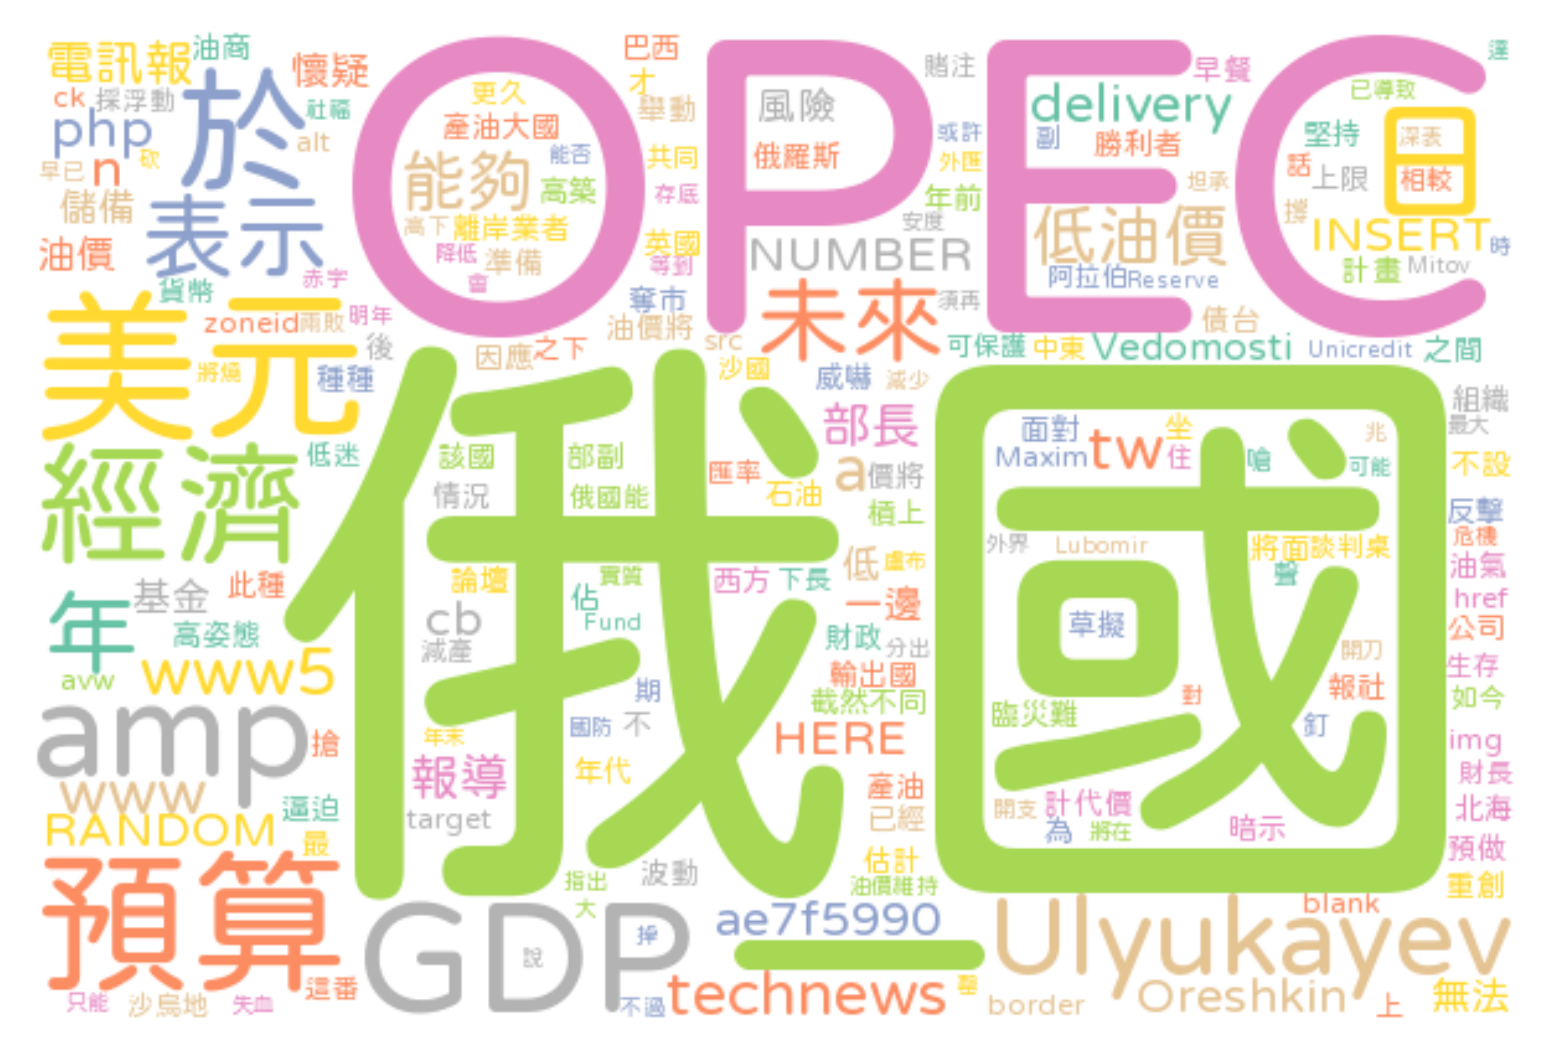 電訊報
油商
懷疑
OPEC
巴西
才
賭注
早餐
達
ck
採浮動
於
社福
更久
舉動
風險
delivery
已導致
php
alt
產油大國
或許
副
勝利者
堅持
日
深表
早已
砍
n
能夠
能否
共同
俄羅斯
外匯
話
上限
相較
儲備
表示
高築
存底
年前
坦承
撐
高下
離岸業者
英國
安度
低油價
INSERT
時
油價
降低
準備
等到
NUMBER
計畫
Mitov
赤字
會
阿拉伯
Reserve
貨幣
奪市
未來
須再
美元
zoneid
兩敗
明年
油價將
債台
後
因應
之下
src
可保護
中東
Vedomosti
Unicredit
之間
將燒
種種
俄國
沙國
威嚇
減少
組織
經濟
低迷
該國
部副
部長
面對
坐
兆
最大
情況
俄國能
匯率
石油
a
價將
Maxim
tw
住
嗆
可能
不設
槓上
反擊
外界
Lubomir
將面談判桌
危機
年
基金
此種
論壇
實質
西方
下長
低
盧布
聲
油氣
高姿態
cb
佔
Fund
一邊
草擬
href
減產
財政
分出
公司
avw
www5
期
輸出國
開刀
生存
截然不同
對
報社
如今
amp
搶
年末
國防
不
HERE
臨災難
釘
img
報導
年代
產油
財長
www
逼迫
target
已經
開支
計代價
北海
RANDOM
最
為
將在
暗示
預做
預算
指出
波動
估計
油價維持
重創
大
GDP
說
掉
ae7f5990
一
Ulyukayev
blank
只能
沙烏地
失血
這番
不過
technews
罄
border
Oreshkin
上
無法